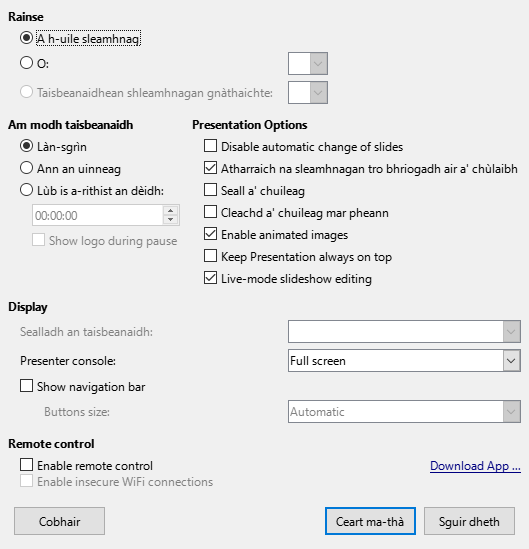 Rainse
A h-uile sleamhnag
O:
Taisbeanaidhean shleamhnagan gnàthaichte:
Am modh taisbeanaidh
Làn-sgrìn
Ann an uinneag
Lùb is a-rithist an dèidh:
00:00:00
Show logo during pause
Presentation Options
Disable automatic change of slides
Atharraich na sleamhnagan tro bhriogadh air a' chùlaibh
Seall a' chuileag
Cleachd a' chuileag mar pheann
Enable animated images
Keep Presentation always on top
Live-mode slideshow editing
Display
Sealladh an taisbeanaidh:
Presenter console: Full screen
Show navigation bar
Buttons size: Automatic
Remote control
Enable remote control Download App ...
Enable insecure WiFi connections
Cobhair Ceart ma-thà Sguir dheth